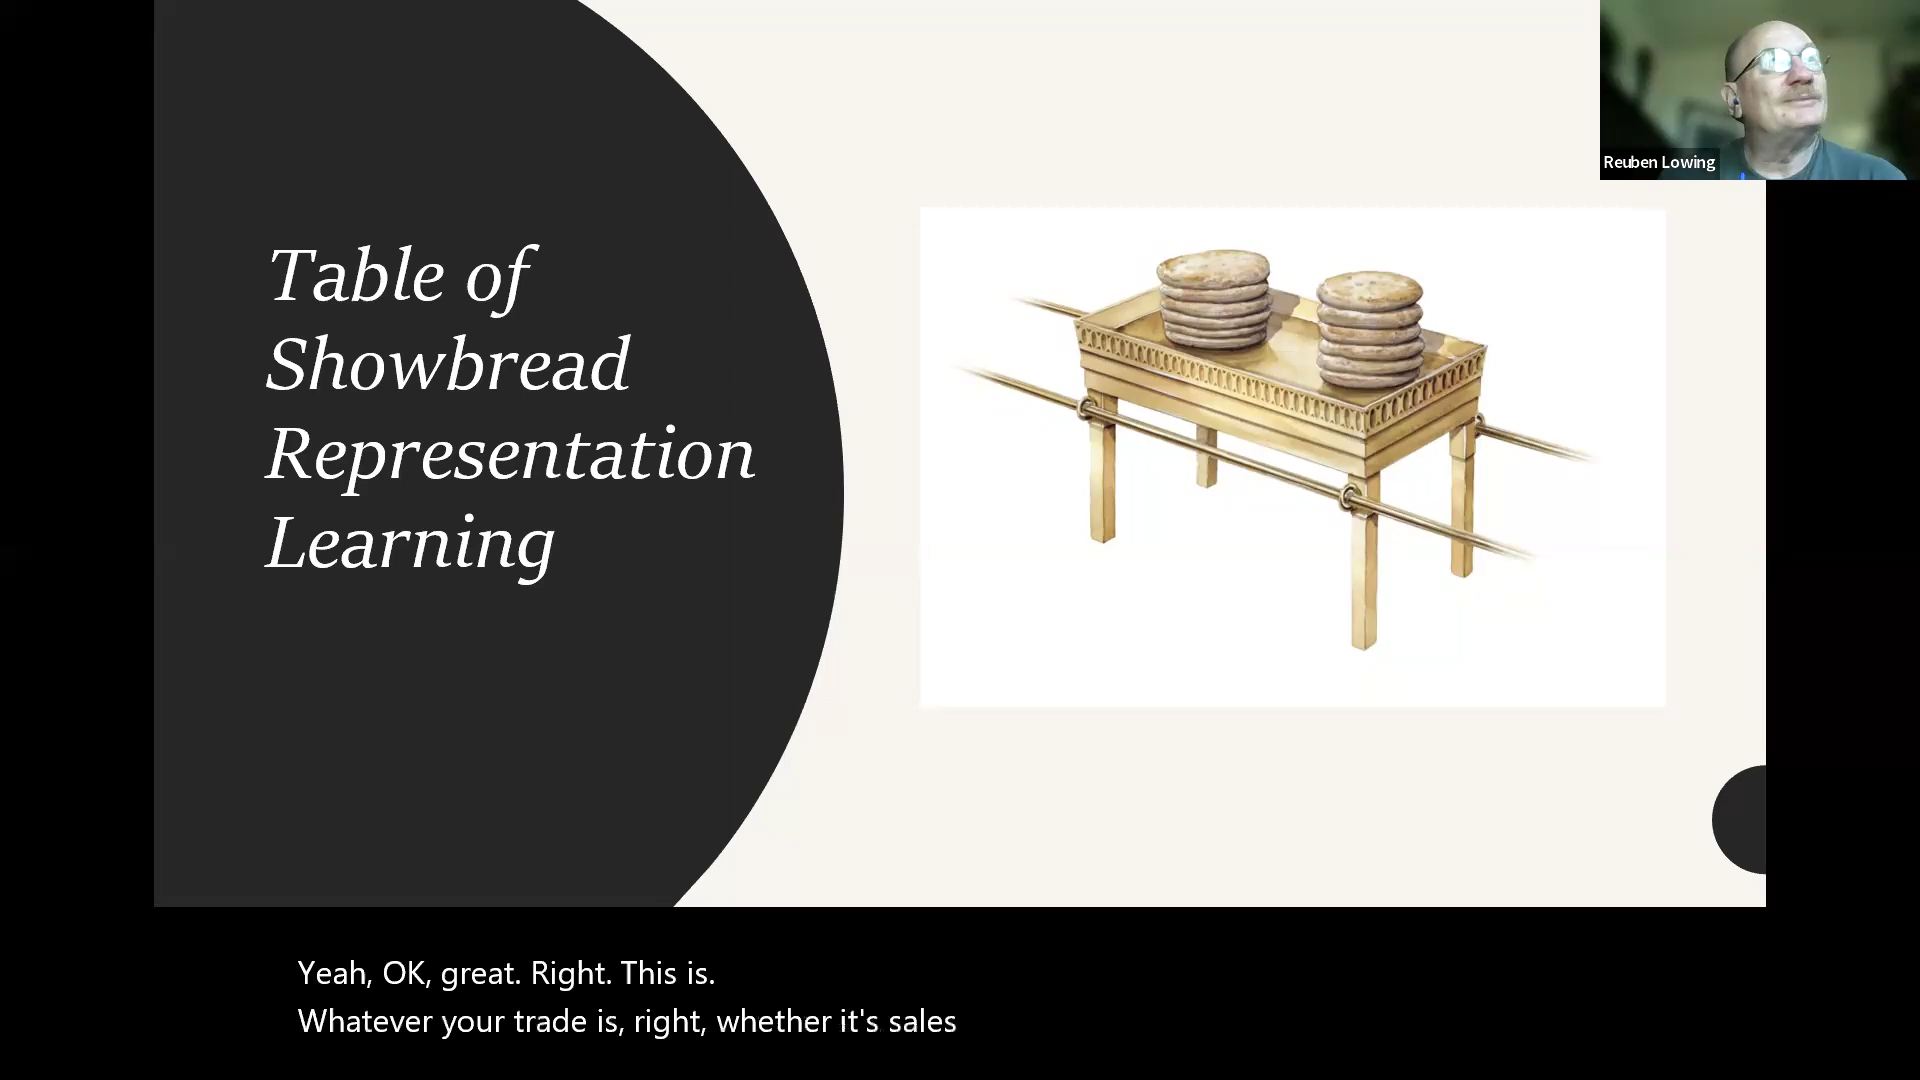 Table of
Showbread
Representation
Learning
Reuben Lowing
Yeah, OK, great. Right. This is.
Whatever your trade is, right, whether it's sales